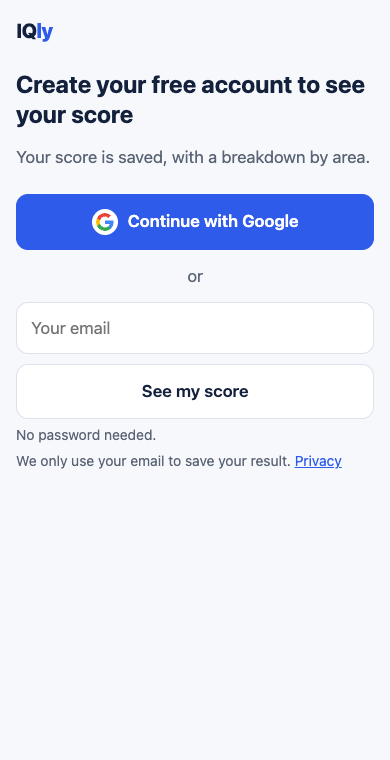 IQly
Create your free account to see
your score
Your score is saved, with a breakdown by area.
Continue with Google
or
Your email
See my score
No password needed.
We only use your email to save your result. Privacy